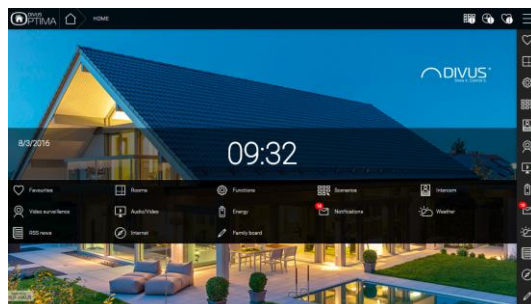 DIVUS
OPTIMA
HOME
DIVUS
8/3/2016
09:32
Favourites
Rooms
Functions
Scenarios
Intercom
Video surveillance
Audio/Video
Energy
Notifications
Weather
RSS news
Internet
Family board